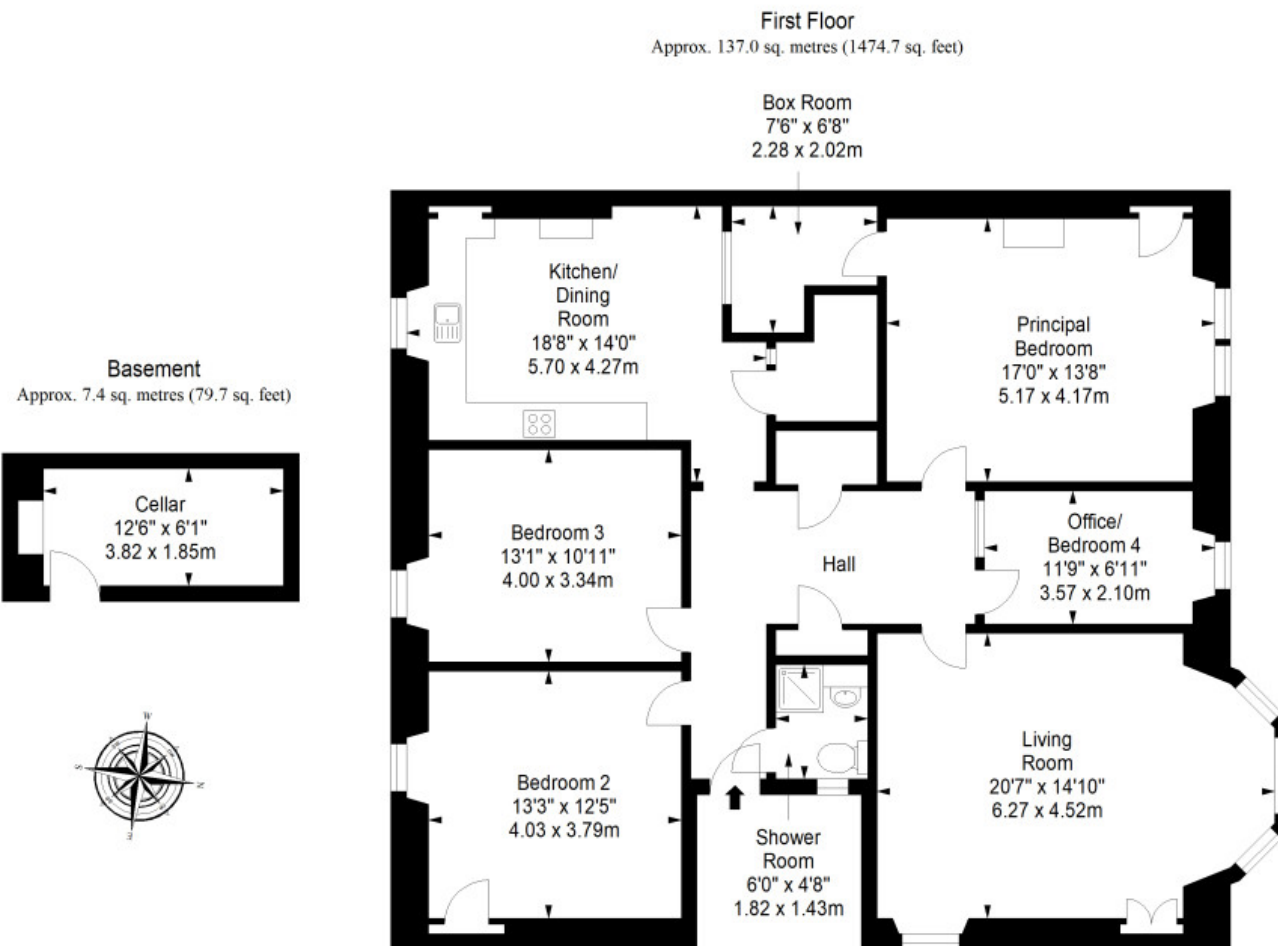 First Floor
Approx. 137.0 sq. metres (1474.7 sq. feet)
Box Room
7'6" x 6'8"
2.28 x 2.02m
Kitchen/
Dining
Room
18'8" x 14'0"
5.70 x 4.27m
Principal
Bedroom
17'0" x 13'8"
5.17 x 4.17m
Basement
Approx. 7.4 sq. metres (79.7 sq. feet)
Cellar
12'6" x 6'1"
3.82 x 1.85m
Bedroom 3
13'1" x 10'11"
4.00 x 3.34m
Hall
Office/
Bedroom 4
11'9" x 6'11"
3.57 x 2.10m
Bedroom 2
13'3" x 12'5"
4.03 x 3.79m
Living
Room
20'7" x 14'10"
6.27 x 4.52m
Shower
Room
6'0" x 4'8"
1.82 x 1.43m
W
S
N
E